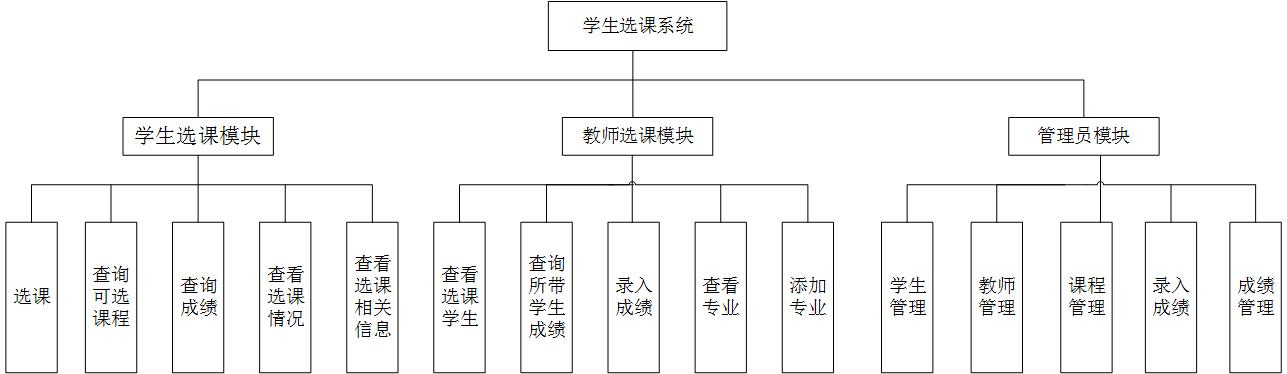 学生选课系统
学生选课模块
教师选课模块
管理员模块
选课
查询
可选
课程
查询
成绩
查看
选课
情况
查看
选课
相关
信息
查看
选课
学生
查询
所带
学生
成绩
录入
成绩
查看
专业
添加
专业
学生
管理
教师
管理
课程
管理
录入
成绩
成绩
管理